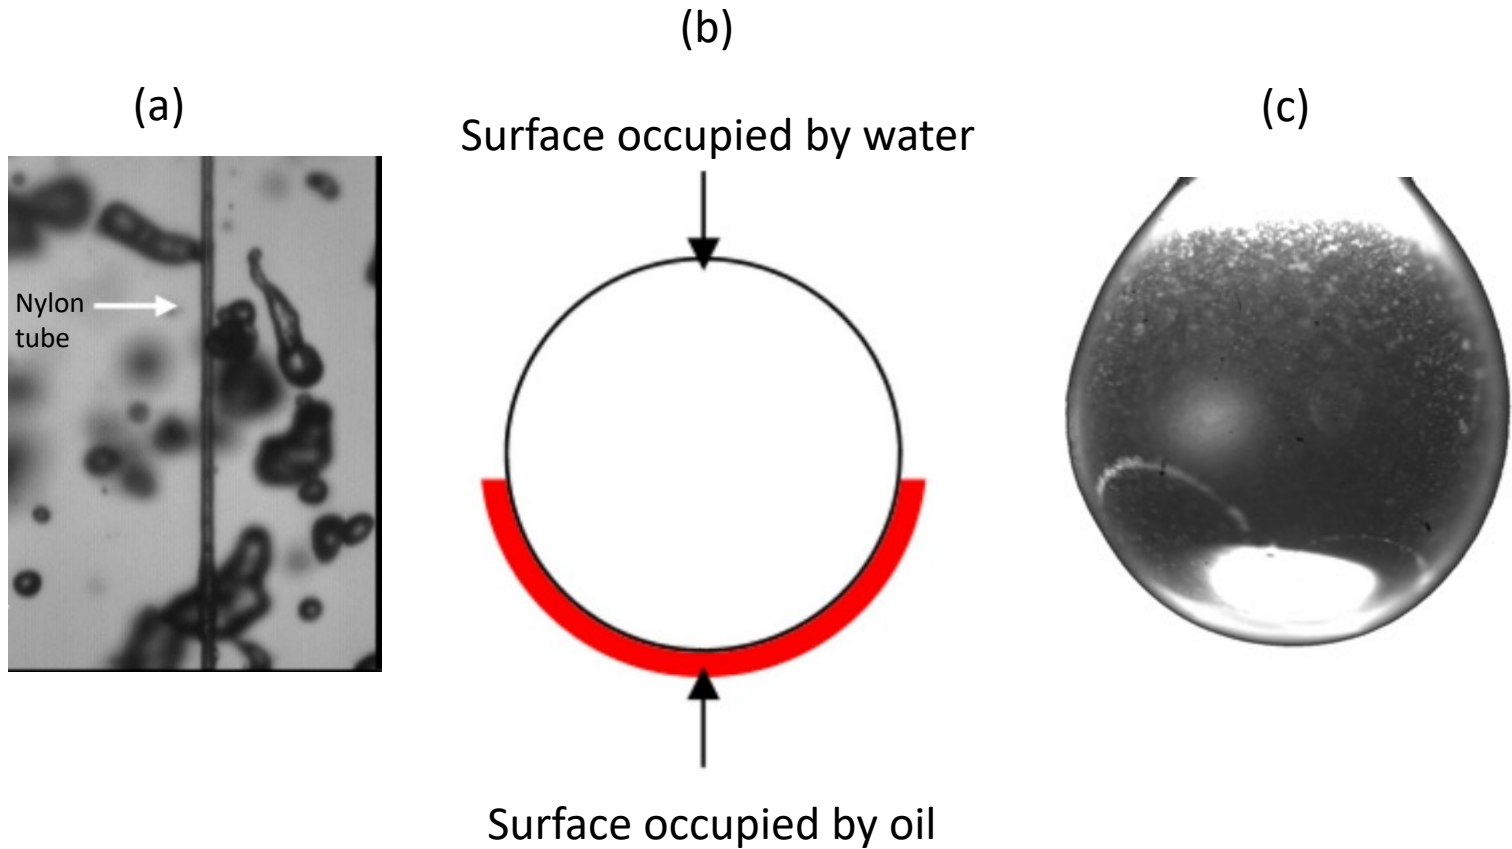 (a)
(b)
(c)
Surface occupied by water
Nylon
tube
Surface occupied by oil